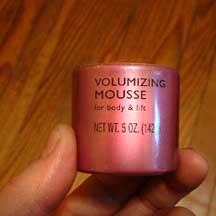 VOLUMIZING
MOUSSE
for body & lift
NET WT. 5 OZ. (142